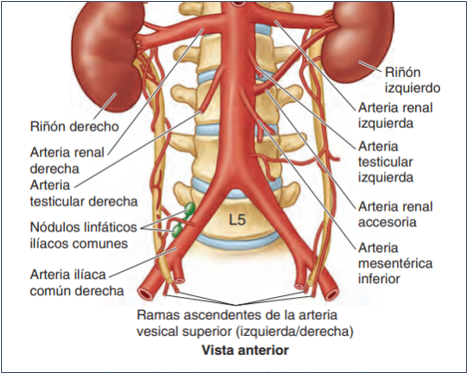 Riñón derecho
Arteria renal
derecha
Arteria
testicular derecha
Nódulos linfáticos
ilíacos comunes
Arteria ilíaca
común derecha
L5
Riñón
izquierdo
Arteria renal
izquierda
Arteria
testicular
izquierda
Arteria renal
accesoria
Arteria
mesentérica
inferior
Ramas ascendentes de la arteria
vesical superior (izquierda/derecha)
Vista anterior